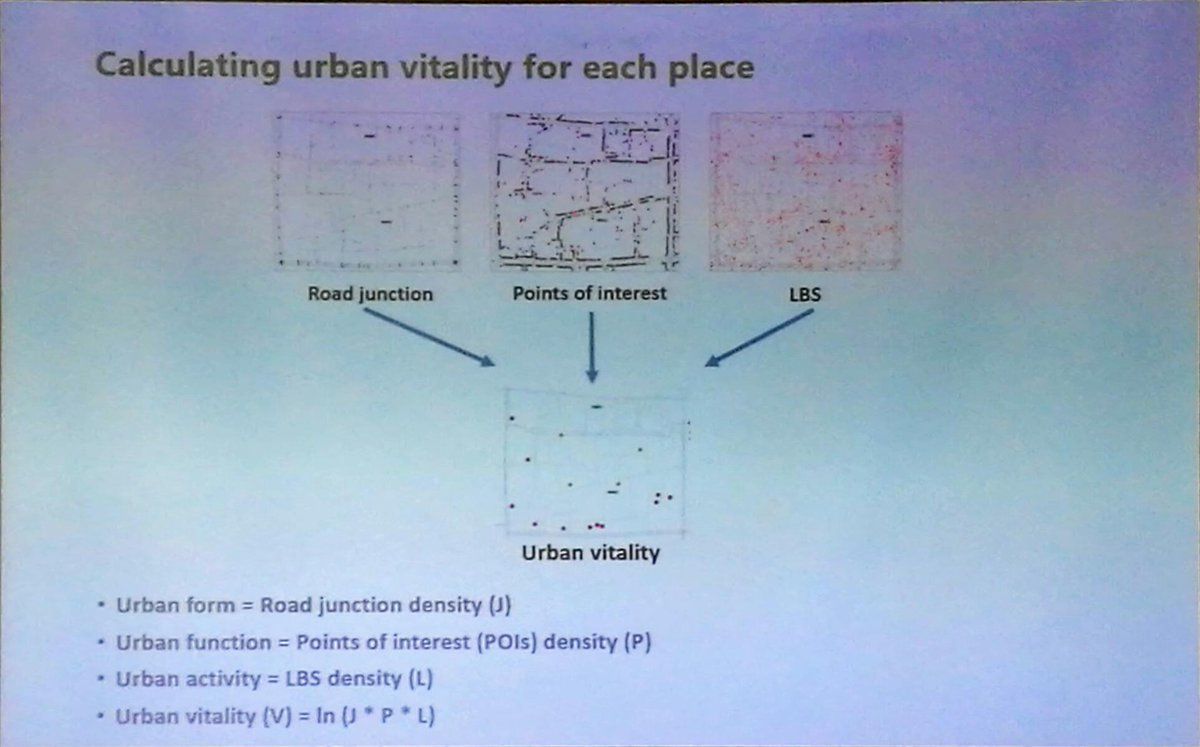 Calculating urban vitality for each place
Road junction
Points of interest
LBS
Urban vitality
• Urban form = Road junction density (J)
• Urban function = Points of interest (POIs) density (P)
• Urban activity = LBS density (L)
• Urban vitality (V) = ln (J * P * L)